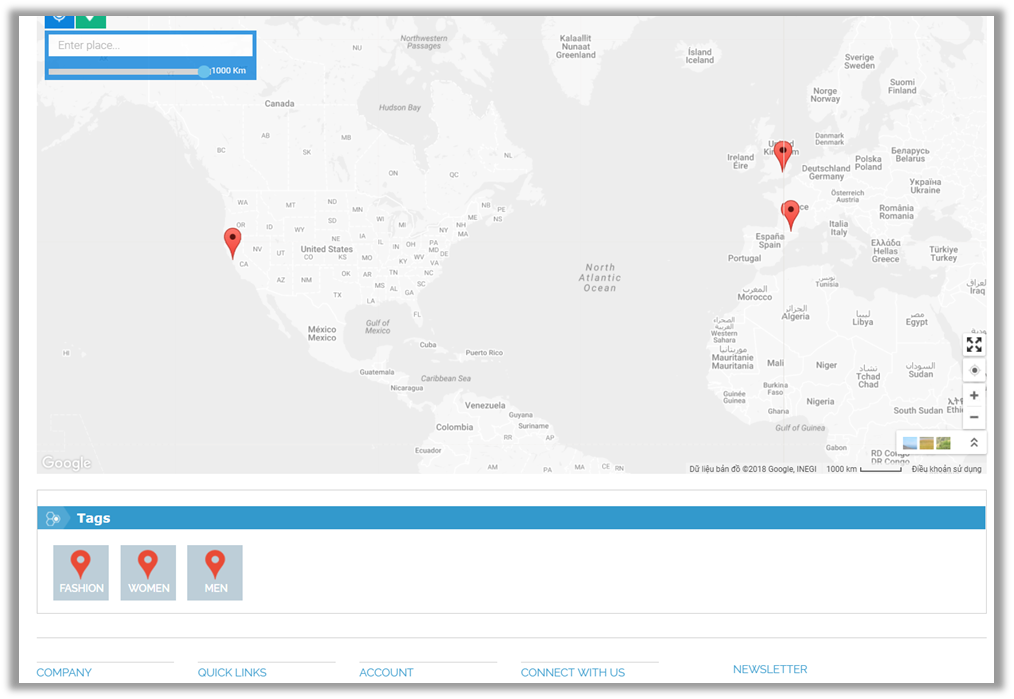 Enter place...
1000 Km
Northwestern
Passages
NU
Kalaallit
Nunaat
Greenland
Ísland
Iceland
Sverige
Sweden
Suomi
Finland
Norge
Norway
Canada
Hudson Bay
AB
MB
BC
SK
NL
ON
QC
Danmark
Denmark
Ireland
Éire
Deutschland
Germany
Polska
Poland
Беларусь
Belarus
Україна
Ukraine
Österreich
Austria
România
Romania
WA
MT
ND
MN
NB
PE
OR
ID
SD
WI
MI
ME
NS
WY
NY
NH
MA
Italia
Italy
España
Spain
Portugal
Ελλάδα
Hellas
Greece
Türkiye
Turkey
NV
UT
United States
CO
NE
IA
IL
IN
OH
PA
MD
DE
KS
MO
KY
WV
VA
CA
AZ
NM
OK
AR
TN
NC
SC
MS
AL
GA
TX
LA
FL
North
Atlantic
Ocean
تونس
Tunisia
المغرب
Morocco
الجزائر
Algeria
ليبيا
Libya
مصر
Egypt
العراق
Iraq
México
Mexico
Gulf of
Mexico
HI
Cuba
Puerto Rico
الصحراء
الغربية
Western
Sahara
موريتانيا
Mauritanie
Mauritania
Mali
Niger
تشاد
Tchad
Chad
السودان
Sudan
Guatemala
Nicaragua
Caribbean Sea
Guinée
Guinea
Burkina
Faso
Nigeria
Ghana
South Sudan
Gulf of Guinea
Venezuela
Guyana
Suriname
Colombia
RR
AP
Ecuador
AM
PA
MA
CE
RN
Gabon
RD Congo
DR Congo
Google
Dữ liệu bản đồ ©2018 Google, INEGI 1000 km Điều khoản sử dụng
Tags
FASHION WOMEN MEN
COMPANY QUICK LINKS ACCOUNT CONNECT WITH US NEWSLETTER